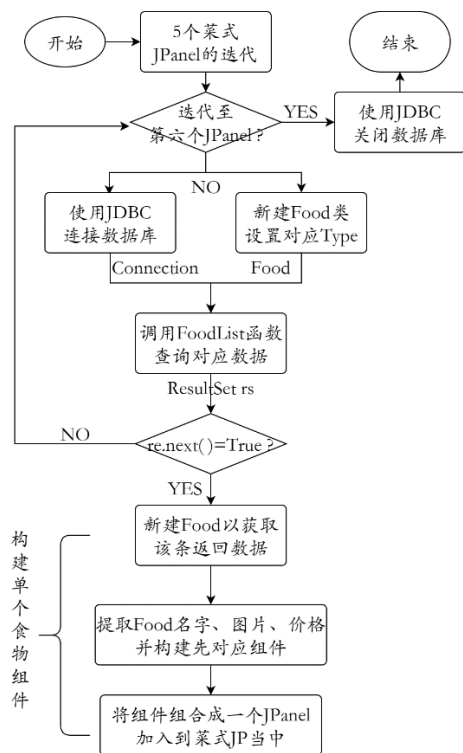 开始
5个菜式
JPanel的迭代
结束
迭代至
第六个JPanel?
YES
使用JDBC
关闭数据库
NO
使用JDBC
连接数据库
新建Food类
设置对应Type
Connection
Food
调用FoodList函数
查询对应数据
ResultSet rs
NO
re.next()=True?
YES
构建单个食物组件
新建Food以获取
该条返回数据
提取Food名字、图片、价格
并构建先对应组件
将组件组合成一个JPanel
加入到菜式JP当中